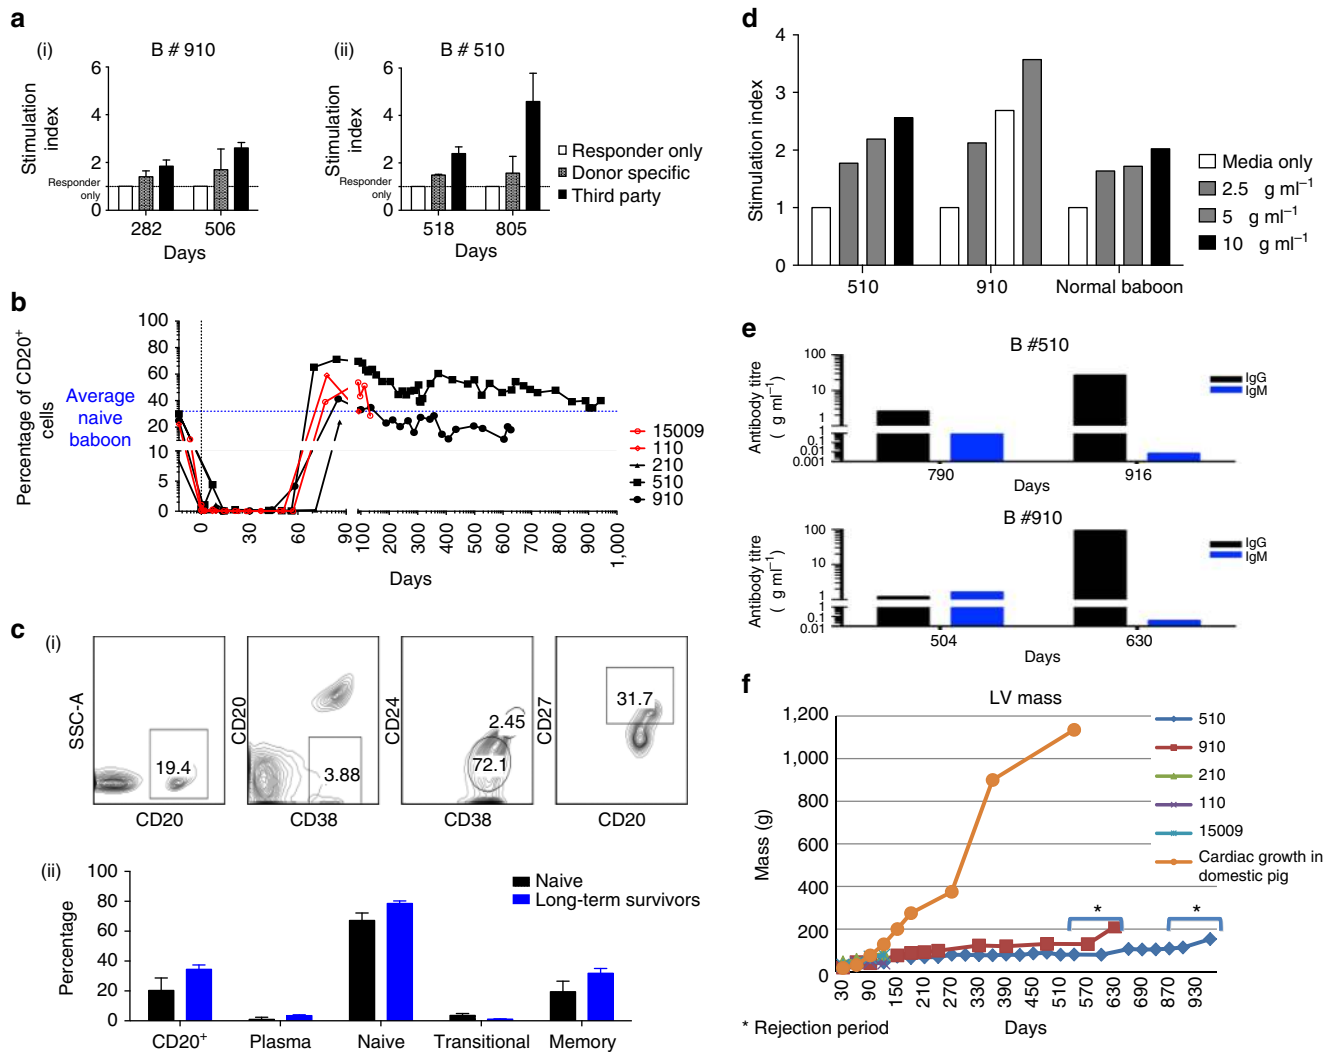 a
(i)
B # 910
Stimulation
index
6
4
2
0
Responder
only
282
506
Days
(ii)
B # 510
Stimulation
index
6
4
2
0
Responder
only
518
805
Days
Responder only
Donor specific
Third party
b
Percentage of CD20+
cells
Average
naive
baboon
100
80
60
40
20
10
5
0
0
30
60
90
100
200
300
400
500
600
700
800
900
1,000
Days
15009
110
210
510
910
c
(i)
SSC-A
19.4
CD20
CD20
3.88
CD38
CD24
2.45
72.1
CD38
CD27
31.7
CD20
(ii)
Percentage
100
80
60
40
20
0
Naive
Long-term survivors
CD20+
Plasma
Naive
Transitional
Memory
d
Stimulation index
4
3
2
1
0
510
910
Normal baboon
Media only
2.5 g ml−1
5 g ml−1
10 g ml−1
e
B #510
Antibody titre
( g ml−1)
100
10
1
1
0.1
0.01
0.001
790
916
Days
IgG
IgM
B #910
Antibody titre
( g ml−1)
100
10
1
1
0.1
0.01
504
630
Days
IgG
IgM
f
LV mass
Mass (g)
1,200
1,000
800
600
400
200
0
30
90
150
210
270
330
390
450
510
570
630
690
870
930
* *
* Rejection period
Days
510
910
210
110
15009
Cardiac growth in
domestic pig